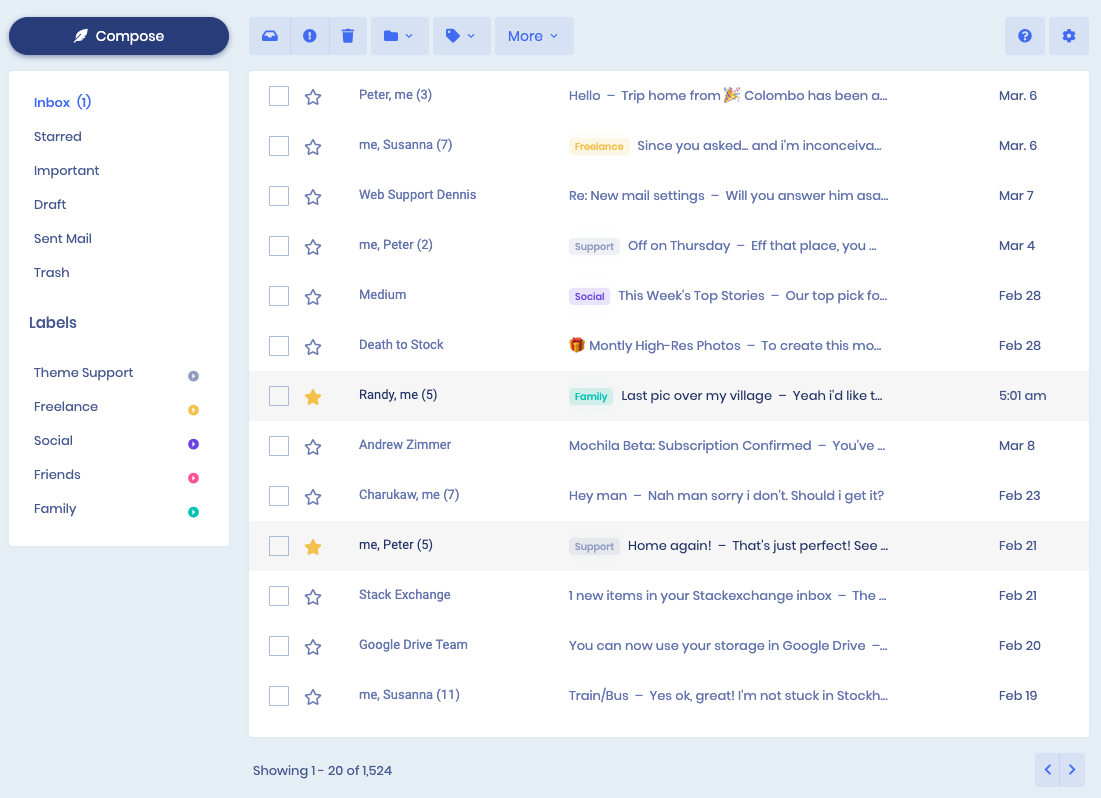 Compose
More
Inbox (1)
Starred
Important
Draft
Sent Mail
Trash
Labels
Theme Support
Freelance
Social
Friends
Family
Peter, me (3) Hello – Trip home from 🎉 Colombo has been a... Mar. 6
me, Susanna (7) Freelance Since you asked... and i'm inconceiva... Mar. 6
Web Support Dennis Re: New mail settings – Will you answer him asa... Mar 7
me, Peter (2) Support Off on Thursday – Eff that place, you ... Mar 4
Medium Social This Week's Top Stories – Our top pick fo... Feb 28
Death to Stock 🎁 Montly High-Res Photos – To create this mo... Feb 28
Randy, me (5) Family Last pic over my village – Yeah i'd like t... 5:01 am
Andrew Zimmer Mochila Beta: Subscription Confirmed – You've ... Mar 8
Charukaw, me (7) Hey man – Nah man sorry i don't. Should i get it? Feb 23
me, Peter (5) Support Home again! – That's just perfect! See ... Feb 21
Stack Exchange 1 new items in your Stackexchange inbox – The ... Feb 21
Google Drive Team You can now use your storage in Google Drive –... Feb 20
me, Susanna (11) Train/Bus – Yes ok, great! I'm not stuck in Stockh... Feb 19
Showing 1 - 20 of 1,524